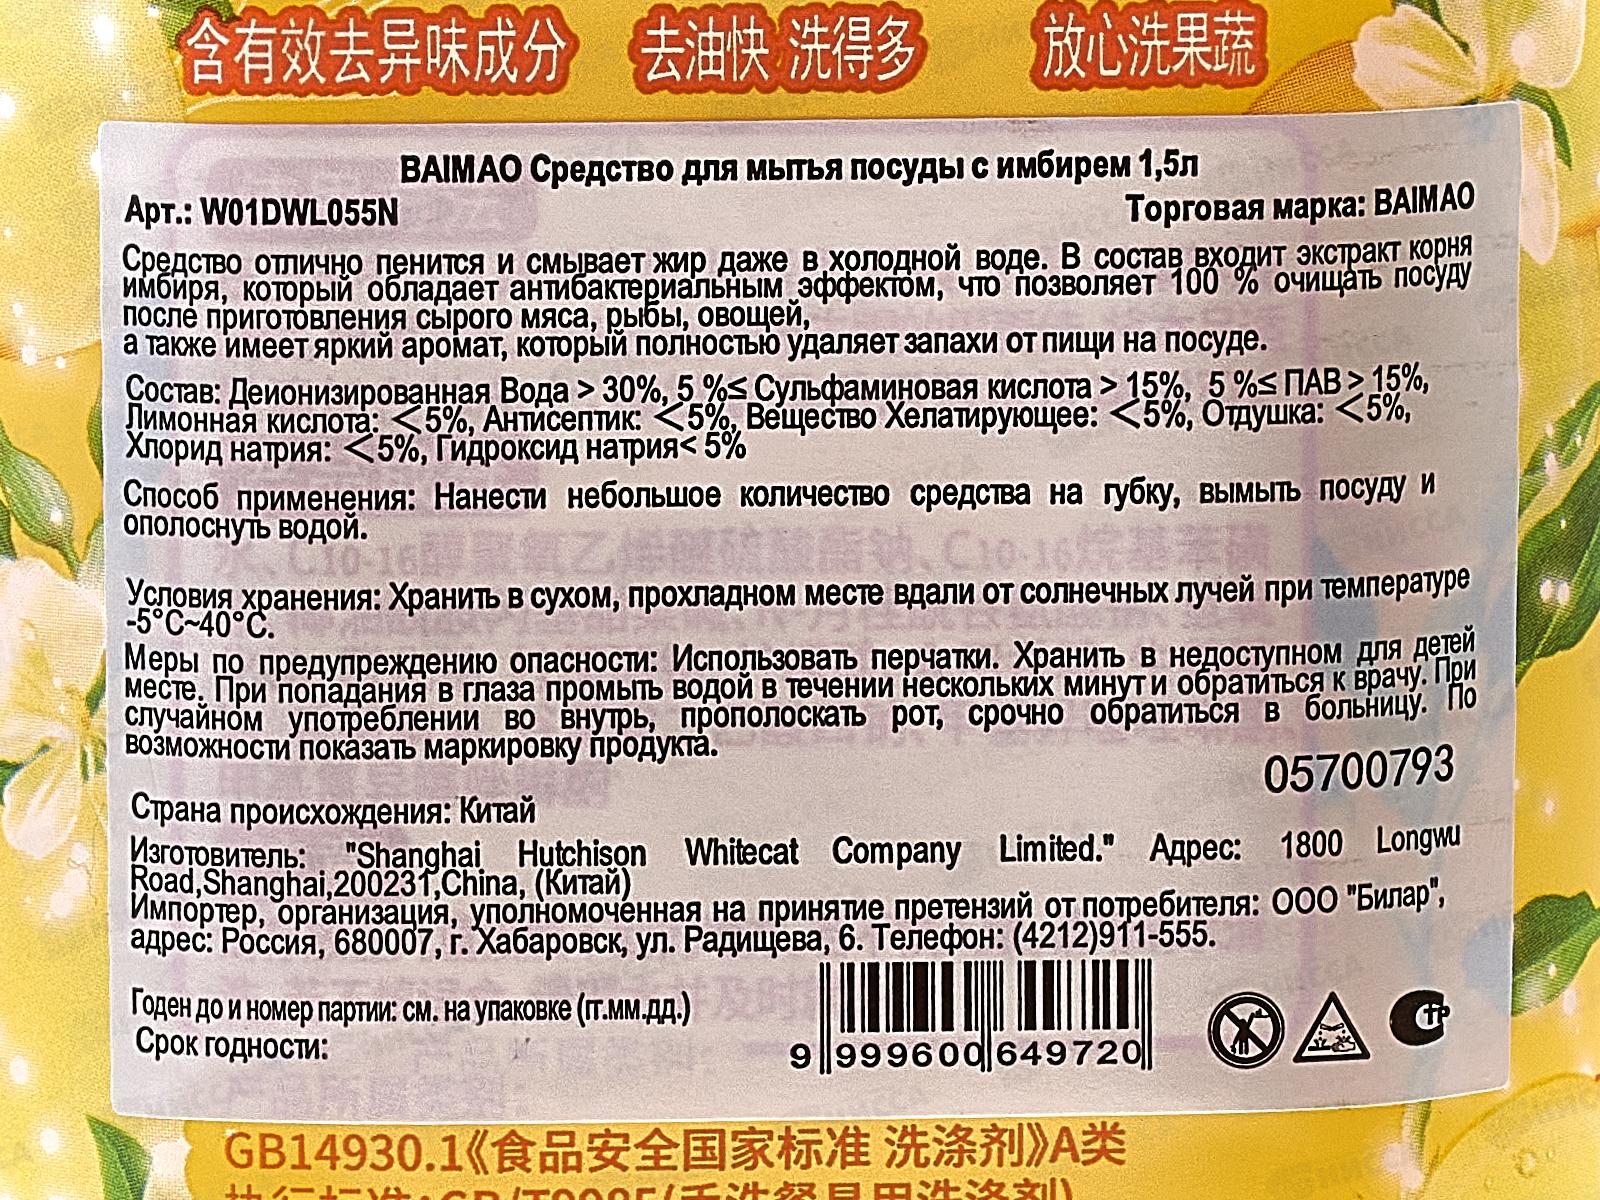 含有效去异味成分 去油快 洗得多 放心洗果蔬
BAIMAO Средство для мытья посуды с имбирем 1,5л
Арт.: W01DWL055N Торговая марка: BAIMAO
Средство отлично пенится и смывает жир даже в холодной воде. В состав входит экстракт корня
имбиря, который обладает антибактериальным эффектом, что позволяет 100 % очищать посуду
после приготовления сырого мяса, рыбы, овощей,
а также имеет яркий аромат, который полностью удаляет запахи от пищи на посуде.
Состав: Деионизированная Вода > 30%, 5 %≤ Сульфаминовая кислота > 15%, 5 %≤ ПАВ > 15%,
Лимонная кислота: <5%, Антисептик: <5%, Вещество Хелатирующее: <5%, Отдушка: <5%,
Хлорид натрия: <5%, Гидроксид натрия< 5%
Способ применения: Нанести небольшое количество средства на губку, вымыть посуду и
ополоснуть водой.
Условия хранения: Хранить в сухом, прохладном месте вдали от солнечных лучей при температуре
-5°С~40°С.
Меры по предупреждению опасности: Использовать перчатки. Хранить в недоступном для детей
месте. При попадания в глаза промыть водой в течении нескольких минут и обратиться к врачу. При
случайном употреблении во внутрь, прополоскать рот, срочно обратиться в больницу. По
возможности показать маркировку продукта.
05700793
Страна происхождения: Китай
Изготовитель: "Shanghai Hutchison Whitecat Company Limited." Адрес: 1800 Longwu
Road,Shanghai,200231,China, (Китай)
Импортер, организация, уполномоченная на принятие претензий от потребителя: ООО "Билар",
адрес: Россия, 680007, г. Хабаровск, ул. Радищева, 6. Телефон: (4212)911-555.
Годен до и номер партии: см. на упаковке (гг.мм.дд.)
Срок годности:
9 999600 649720
GB14930.1《食品安全国家标准 洗涤剂》A类